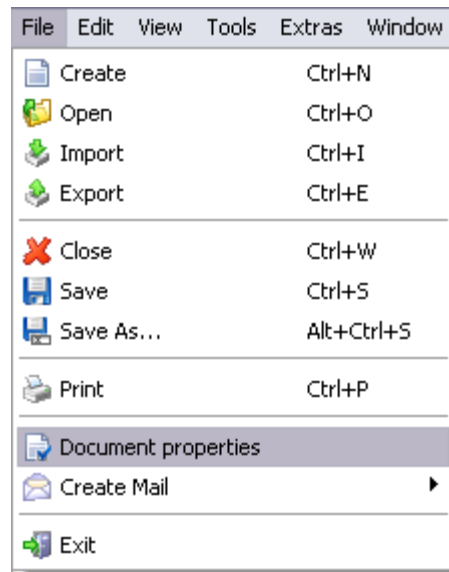 File Edit View Tools Extras Window
Create Ctrl+N
Open Ctrl+O
Import Ctrl+I
Export Ctrl+E
Close Ctrl+W
Save Ctrl+S
Save As... Alt+Ctrl+S
Print Ctrl+P
Document properties
Create Mail
Exit